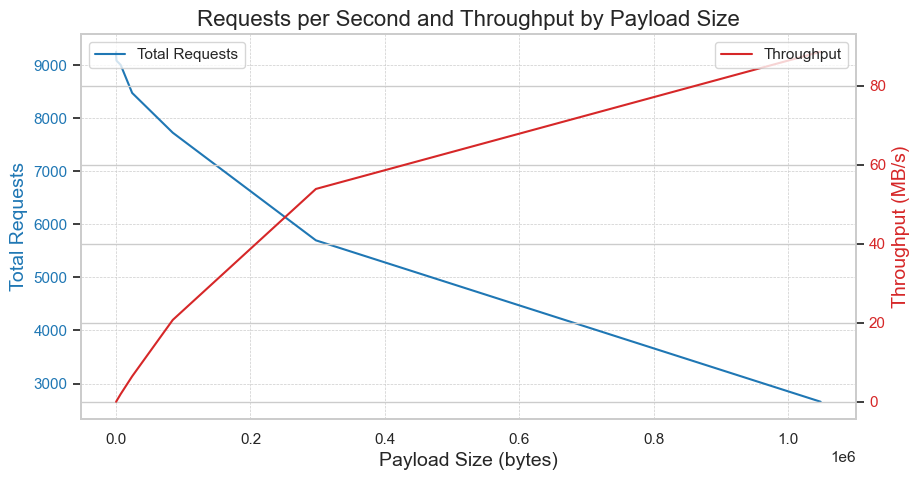 Requests per Second and Throughput by Payload Size
Total Requests
Throughput
9000
8000
7000
6000
5000
4000
3000
Total Requests
80
60
40
20
0
Throughput (MB/s)
0.0 0.2 0.4 0.6 0.8 1.0
1e6
Payload Size (bytes)